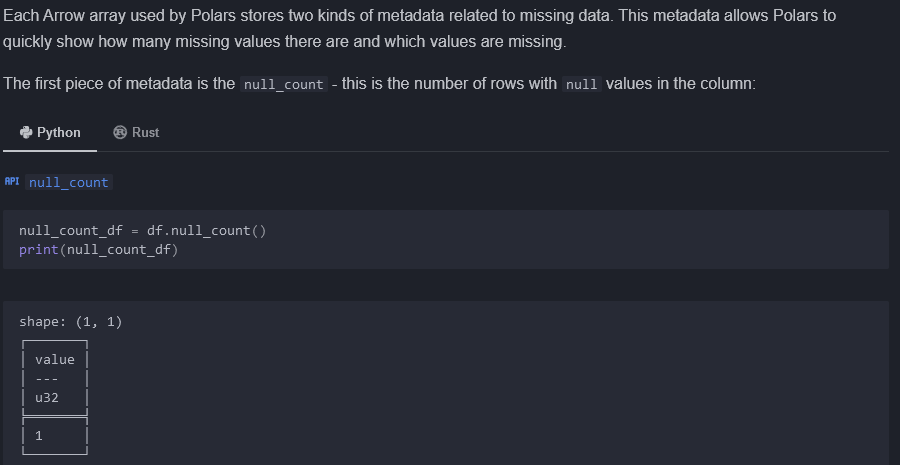 Each Arrow array used by Polars stores two kinds of metadata related to missing data. This metadata allows Polars to
quickly show how many missing values there are and which values are missing.
The first piece of metadata is the null_count - this is the number of rows with null values in the column:
Python Rust
API null_count
null_count_df = df.null_count()
print(null_count_df)
shape: (1, 1)
value
---
u32
1